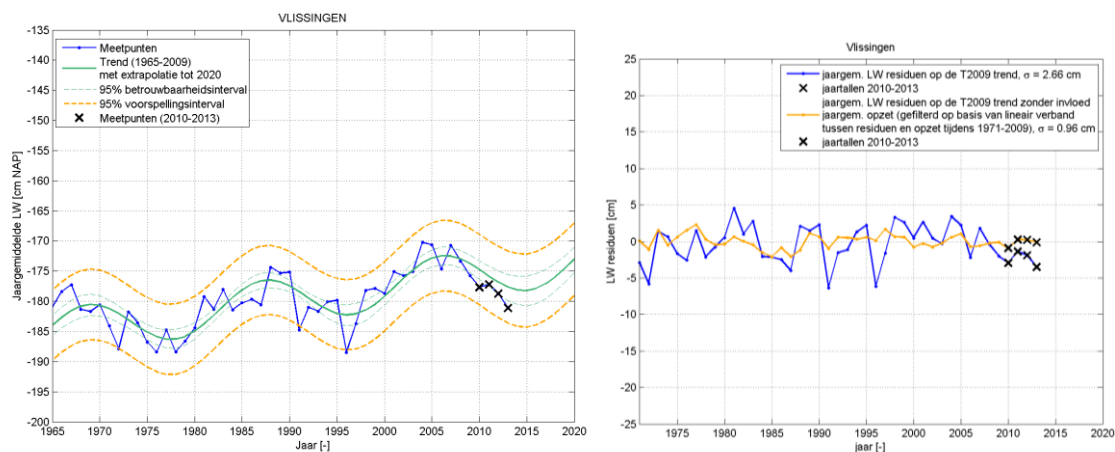 VLISSINGEN
Meetpunten
Trend (1965-2009)
met extrapolatie tot 2020
95% betrouwbaarheidsinterval
95% voorspellingsinterval
Meetpunten (2010-2013)
Jaargemiddelde LW [cm NAP]
-135
-140
-145
-150
-155
-160
-165
-170
-175
-180
-185
-190
-195
-200
1965 1970 1975 1980 1985 1990 1995 2000 2005 2010 2015 2020
Jaar [-]
Vlissingen
jaargem. LW residuen op de T2009 trend, σ = 2.66 cm
jaartallen 2010-2013
jaargem. LW residuen op de T2009 trend zonder invloed
jaargem. opzet (gefilterd op basis van lineair verband
tussen residuen en opzet tijdens 1971-2009), σ = 0.96 cm
jaartallen 2010-2013
LW residuen [cm]
25
20
15
10
5
0
-5
-10
-15
-20
-25
1975 1980 1985 1990 1995 2000 2005 2010 2015 2020
jaar [-]